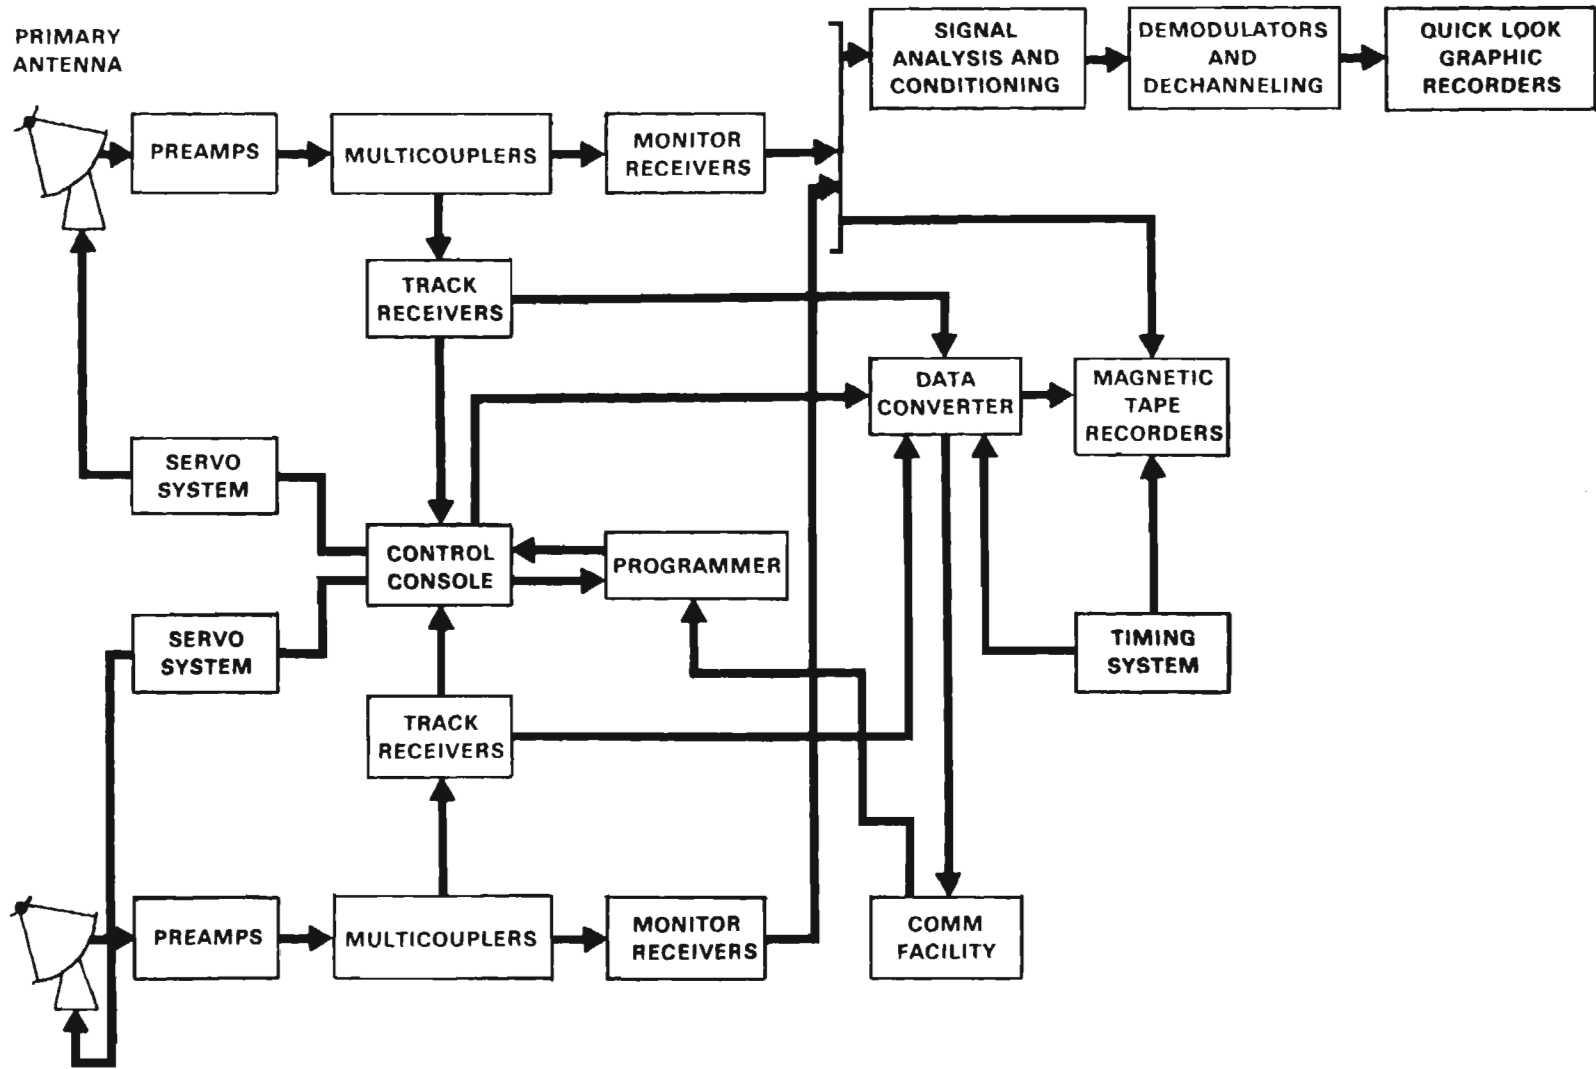 PRIMARY
ANTENNA
SIGNAL
ANALYSIS AND
CONDITIONING
DEMODULATORS
AND
DECHANNELING
QUICK LOOK
GRAPHIC
RECORDERS
PREAMPS
MULTICOUPLERS
MONITOR
RECEIVERS
TRACK
RECEIVERS
DATA
CONVERTER
MAGNETIC
TAPE
RECORDERS
SERVO
SYSTEM
CONTROL
CONSOLE
PROGRAMMER
SERVO
SYSTEM
TIMING
SYSTEM
TRACK
RECEIVERS
PREAMPS
MULTICOUPLERS
MONITOR
RECEIVERS
COMM
FACILITY